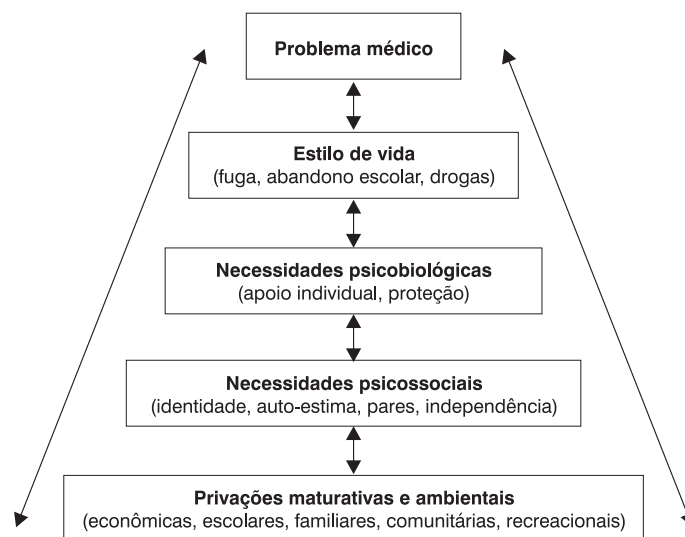 Problema médico
Estilo de vida
(fuga, abandono escolar, drogas)
Necessidades psicobiológicas
(apoio individual, proteção)
Necessidades psicossociais
(identidade, auto-estima, pares, independência)
Privações maturativas e ambientais
(econômicas, escolares, familiares, comunitárias, recreacionais)